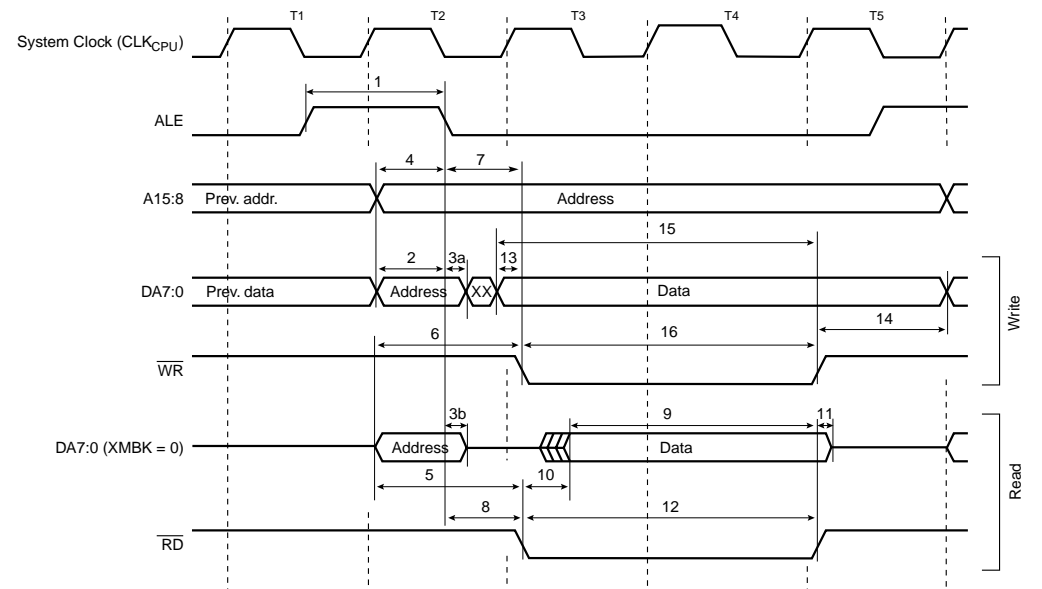 T1 T2 T3 T4 T5
System Clock (CLKCPU)
1
ALE
4 7
A15:8 Prev. addr. Address
15
2 3a 13
DA7:0 Prev. data Address XX Data
14
6 16
WR
Write
3b 9 11
DA7:0 (XMBK = 0) Address Data
5 10
8 12
RD
Read